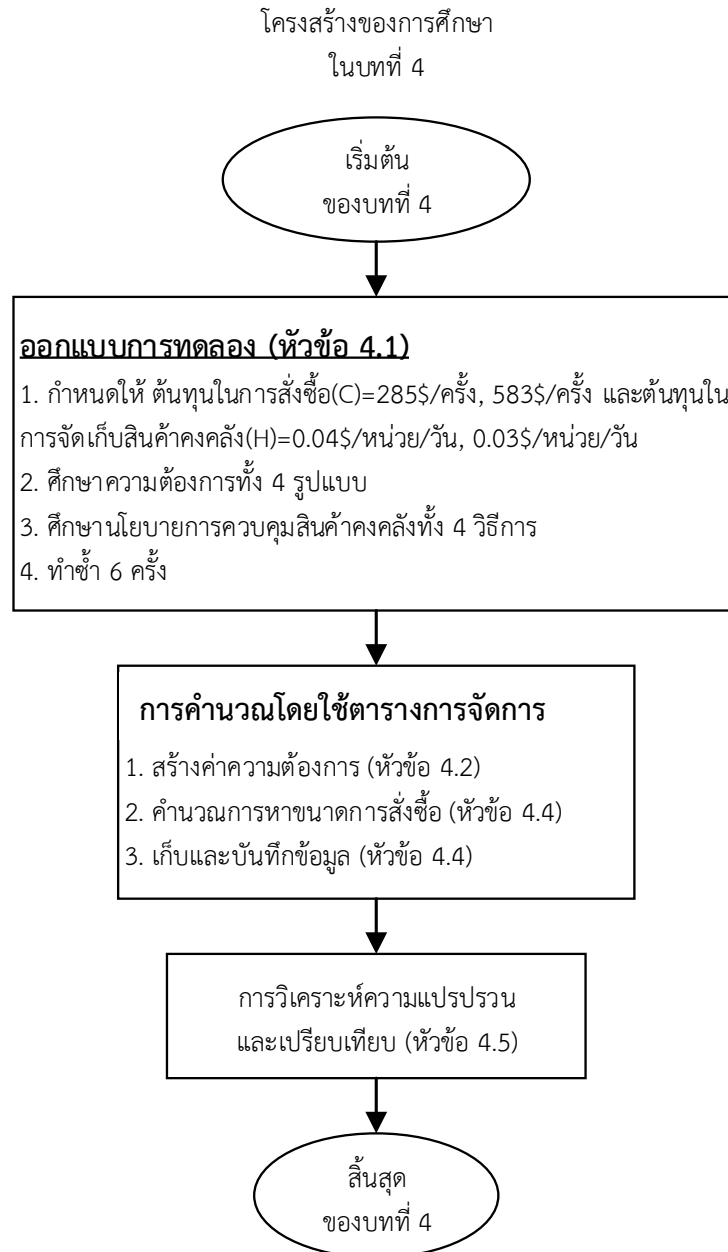 โครงสร้างของการศึกษา
ในบทที่ 4
เริ่มต้น
ของบทที่ 4
ออกแบบการทดลอง (หัวข้อ 4.1)
1. กำหนดให้ ต้นทุนในการสั่งซื้อ(C)=285$/ครั้ง, 583$/ครั้ง และต้นทุนใน
การจัดเก็บสินค้าคงคลัง(H)=0.04$/หน่วย/วัน, 0.03$/หน่วย/วัน
2. ศึกษาความต้องการทั้ง 4 รูปแบบ
3. ศึกษานโยบายการควบคุมสินค้าคงคลังทั้ง 4 วิธีการ
4. ทำซ้ำ 6 ครั้ง
การคำนวณโดยใช้ตารางการจัดการ
1. สร้างค่าความต้องการ (หัวข้อ 4.2)
2. คำนวณการหาขนาดการสั่งซื้อ (หัวข้อ 4.4)
3. เก็บและบันทึกข้อมูล (หัวข้อ 4.4)
การวิเคราะห์ความแปรปรวน
และเปรียบเทียบ (หัวข้อ 4.5)
สิ้นสุด
ของบทที่ 4